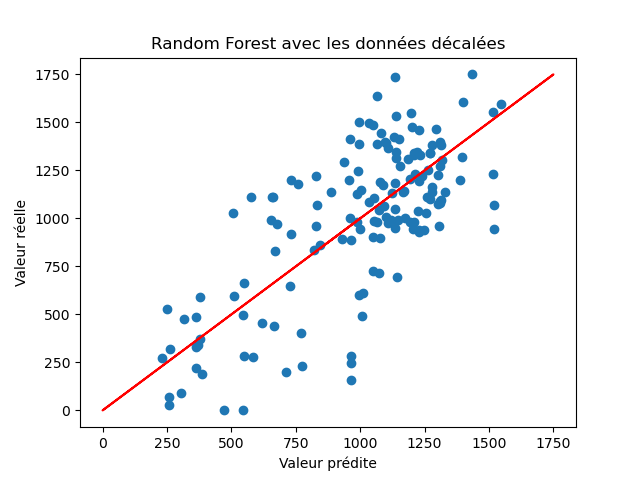 Random Forest avec les données décalées
Valeur réelle
1750
1500
1250
1000
750
500
250
0
0 250 500 750 1000 1250 1500 1750
Valeur prédite